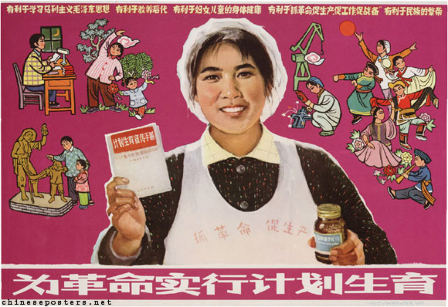 有利于学习马列主义毛泽东思想 有利于教养后代 有利于妇女儿童的身体健康 有利于抓革命促生产促工作促战备 有利于民族的繁荣
计划生育
抓革命 促生产
为革命实行计划生育
chineseposters.net